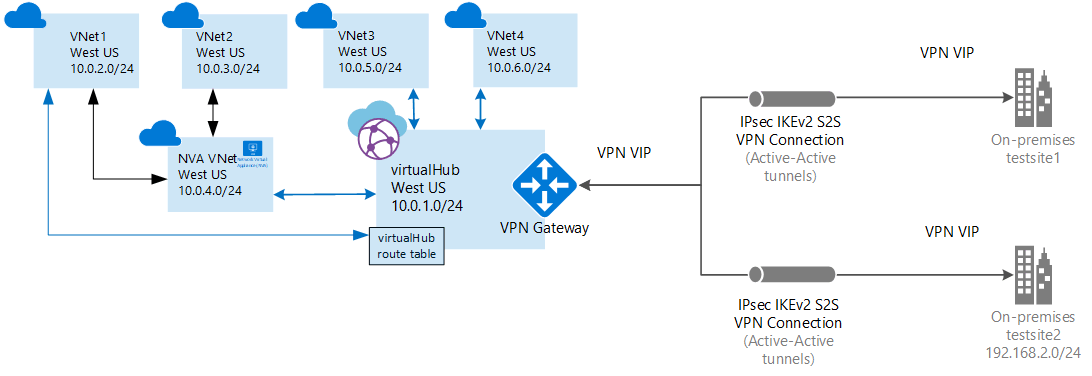 VNet1
West US
10.0.2.0/24
VNet2
West US
10.0.3.0/24
VNet3
West US
10.0.5.0/24
VNet4
West US
10.0.6.0/24
NVA VNet
West US
10.0.4.0/24
Network Virtual
Appliance (NVA)
virtualHub
West US
10.0.1.0/24
virtualHub
route table
VPN VIP
VPN Gateway
IPsec IKEv2 S2S
VPN Connection
(Active-Active
tunnels)
VPN VIP
On-premises
testsite1
IPsec IKEv2 S2S
VPN Connection
(Active-Active
tunnels)
VPN VIP
On-premises
testsite2
192.168.2.0/24